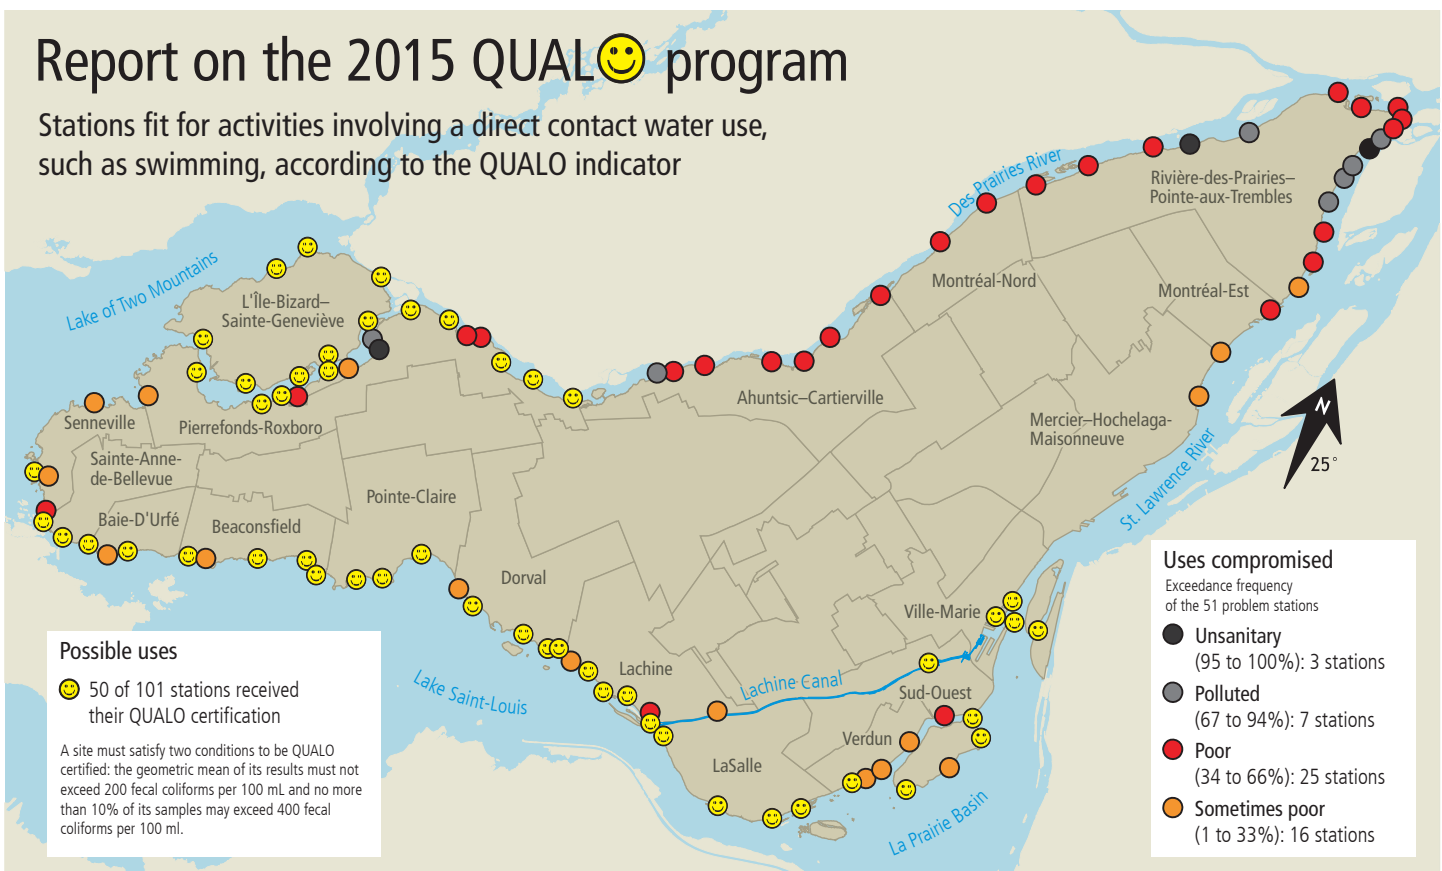 Report on the 2015 QUAL program
Stations fit for activities involving a direct contact water use,
such as swimming, according to the QUALO indicator
Des Prairies River
Rivière-des-Prairies–
Pointe-aux-Trembles
Lake of Two Mountains
L'Île-Bizard–
Sainte-Geneviève
Montréal-Nord
Montréal-Est
Ahuntsic–Cartierville
Senneville
Pierrefonds-Roxboro
Mercier–Hochelaga-
Maisonneuve
N
25°
St. Lawrence River
Sainte-Anne-
de-Bellevue
Pointe-Claire
Baie-D'Urfé
Beaconsfield
Dorval
Ville-Marie
Lachine
Lachine Canal
Sud-Ouest
Lake Saint-Louis
Verdun
LaSalle
La Prairie Basin
Possible uses
50 of 101 stations received
their QUALO certification
A site must satisfy two conditions to be QUALO
certified: the geometric mean of its results must not
exceed 200 fecal coliforms per 100 mL and no more
than 10% of its samples may exceed 400 fecal
coliforms per 100 ml.
Uses compromised
Exceedance frequency
of the 51 problem stations
Unsanitary
(95 to 100%): 3 stations
Polluted
(67 to 94%): 7 stations
Poor
(34 to 66%): 25 stations
Sometimes poor
(1 to 33%): 16 stations